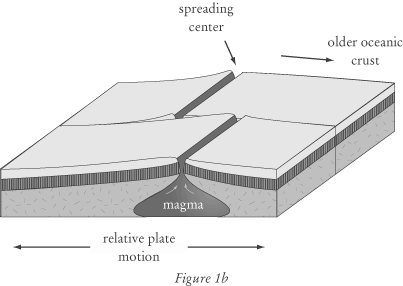 spreading
center
older oceanic
crust
magma
relative plate
motion
Figure 1b